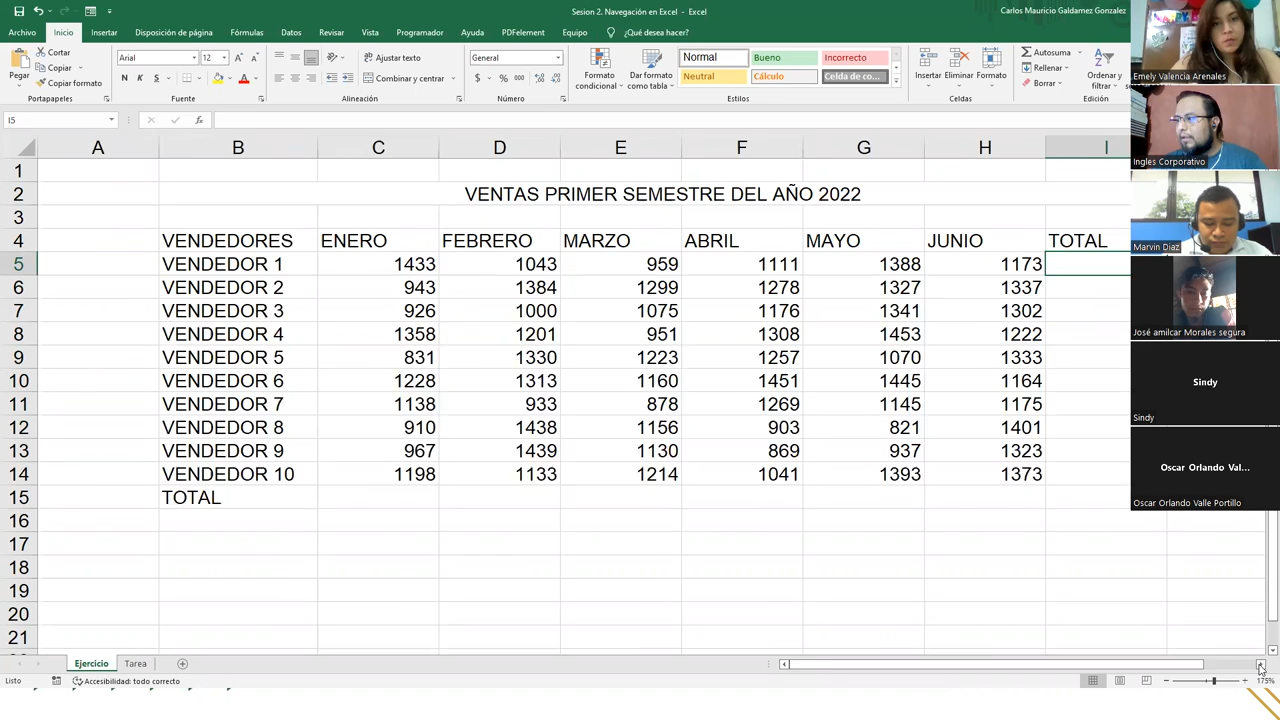 Sesion 2. Navegación en Excel - Excel
Carlos Mauricio Galdamez Gonzalez
Archivo Inicio Insertar Disposición de página Fórmulas Datos Revisar Vista Programador Ayuda PDFelement Equipo ¿Qué desea hacer?
Pegar
Cortar
Copiar
Copiar formato
Portapapeles
Arial 12
N K S
Fuente
Ajustar texto
Combinar y centrar
Alineación
General
$ % 000
Número
Formato condicional
Dar formato como tabla
Normal Bueno Incorrecto
Neutral Cálculo Celda de co...
Estilos
Insertar Eliminar Formato
Celdas
Autosuma
Rellenar
Borrar
Ordenar y filtrar
Edición
I5
fx
A B C D E F G H I
1
2 VENTAS PRIMER SEMESTRE DEL AÑO 2022
3
4 VENDEDORES ENERO FEBRERO MARZO ABRIL MAYO JUNIO TOTAL
5 VENDEDOR 1 1433 1043 959 1111 1388 1173
6 VENDEDOR 2 943 1384 1299 1278 1327 1337
7 VENDEDOR 3 926 1000 1075 1176 1341 1302
8 VENDEDOR 4 1358 1201 951 1308 1453 1222
9 VENDEDOR 5 831 1330 1223 1257 1070 1333
10 VENDEDOR 6 1228 1313 1160 1451 1445 1164
11 VENDEDOR 7 1138 933 878 1269 1145 1175
12 VENDEDOR 8 910 1438 1156 903 821 1401
13 VENDEDOR 9 967 1439 1130 869 937 1323
14 VENDEDOR 10 1198 1133 1214 1041 1393 1373
15 TOTAL
16
17
18
19
20
21
Ejercicio Tarea
Listo
Accesibilidad: todo correcto
175%
Emely Valencia Arenales
Ingles Corporativo
Marvin Diaz
José amilcar Morales segura
Sindy
Sindy
Oscar Orlando Val...
Oscar Orlando Valle Portillo